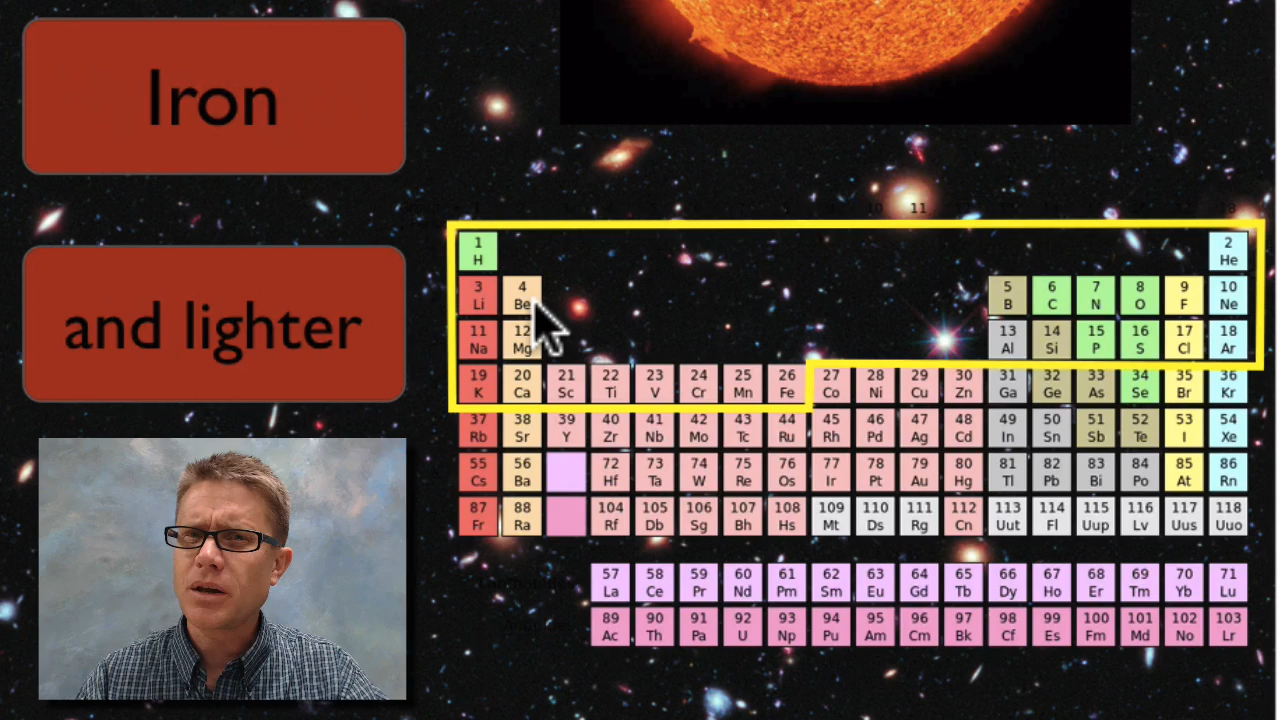 Iron
and lighter
10 11 18
1 2
H He
3 4 5 6 7 8 9 10
Li Be B C N O F Ne
11 12 13 14 15 16 17 18
Na Mg Al Si P S Cl Ar
19 20 21 22 23 24 25 26 27 28 29 30 31 32 33 34 35 36
K Ca Sc Ti V Cr Mn Fe Co Ni Cu Zn Ga Ge As Se Br Kr
37 38 39 40 41 42 43 44 45 46 47 48 49 50 51 52 53 54
Rb Sr Y Zr Nb Mo Tc Ru Rh Pd Ag Cd In Sn Sb Te I Xe
55 56 72 73 74 75 76 77 78 79 80 81 82 83 84 85 86
Cs Ba Hf Ta W Re Os Ir Pt Au Hg Tl Pb Bi Po At Rn
87 88 104 105 106 107 108 109 110 111 112 113 114 115 116 117 118
Fr Ra Rf Db Sg Bh Hs Mt Ds Rg Cn Uut Fl Uup Lv Uus Uuo
57 58 59 60 61 62 63 64 65 66 67 68 69 70 71
La Ce Pr Nd Pm Sm Eu Gd Tb Dy Ho Er Tm Yb Lu
89 90 91 92 93 94 95 96 97 98 99 100 101 102 103
Ac Th Pa U Np Pu Am Cm Bk Cf Es Fm Md No Lr